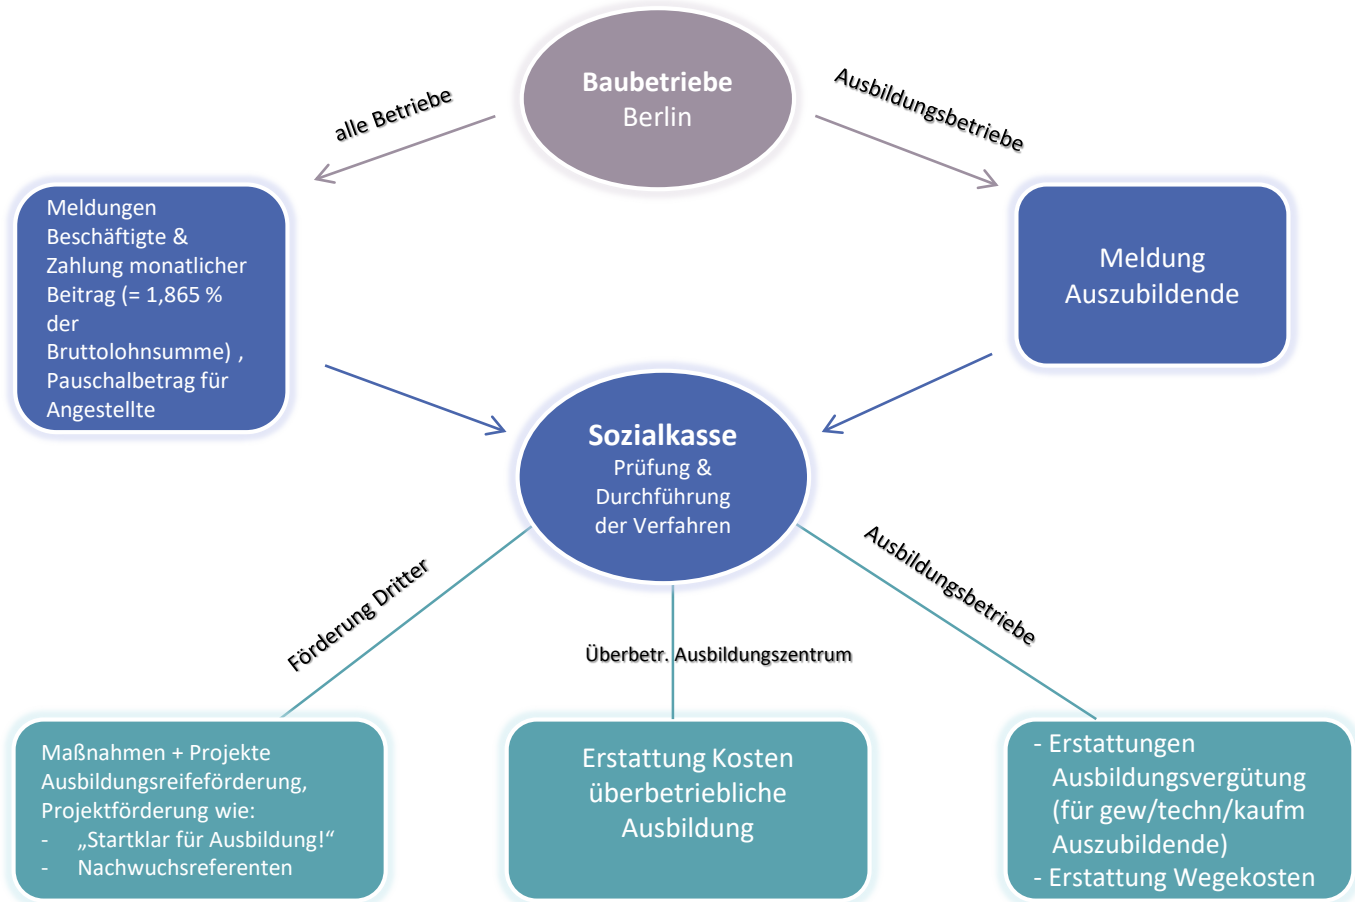 Baubetriebe
Berlin
alle Betriebe
Ausbildungsbetriebe
Meldungen
Beschäftigte &
Zahlung monatlicher
Beitrag (= 1,865 %
der
Bruttolohnsumme) ,
Pauschalbetrag für
Angestellte
Meldung
Auszubildende
Sozialkasse
Prüfung &
Durchführung
der Verfahren
Förderung Dritter
Überbetr. Ausbildungszentrum
Ausbildungsbetriebe
Maßnahmen + Projekte
Ausbildungsreifeförderung,
Projektförderung wie:
- „Startklar für Ausbildung!“
- Nachwuchsreferenten
Erstattung Kosten
überbetriebliche
Ausbildung
- Erstattungen
Ausbildungsvergütung
(für gew/techn/kaufm
Auszubildende)
- Erstattung Wegekosten